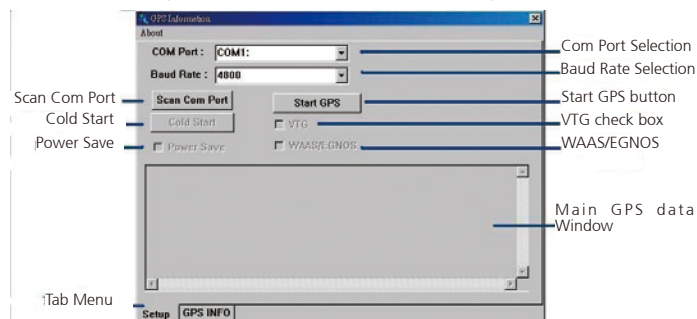 GPS Information
About
COM Port : COM1: Com Port Selection
Baud Rate : 4800 Baud Rate Selection
Scan Com Port Scan Com Port Start GPS Start GPS button
Cold Start Cold Start VTG VTG check box
Power Save Power Save WAAS/EGNOS WAAS/EGNOS
Main GPS data
Window
Tab Menu
Setup GPS INFO